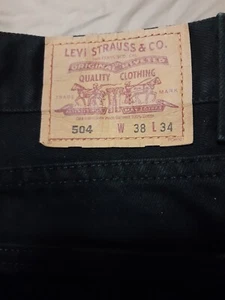 LEVI STRAUSS & CO.
ORIGINAL RIVETED
QUALITY CLOTHING
TRADE MARK
504 W 38 L 34